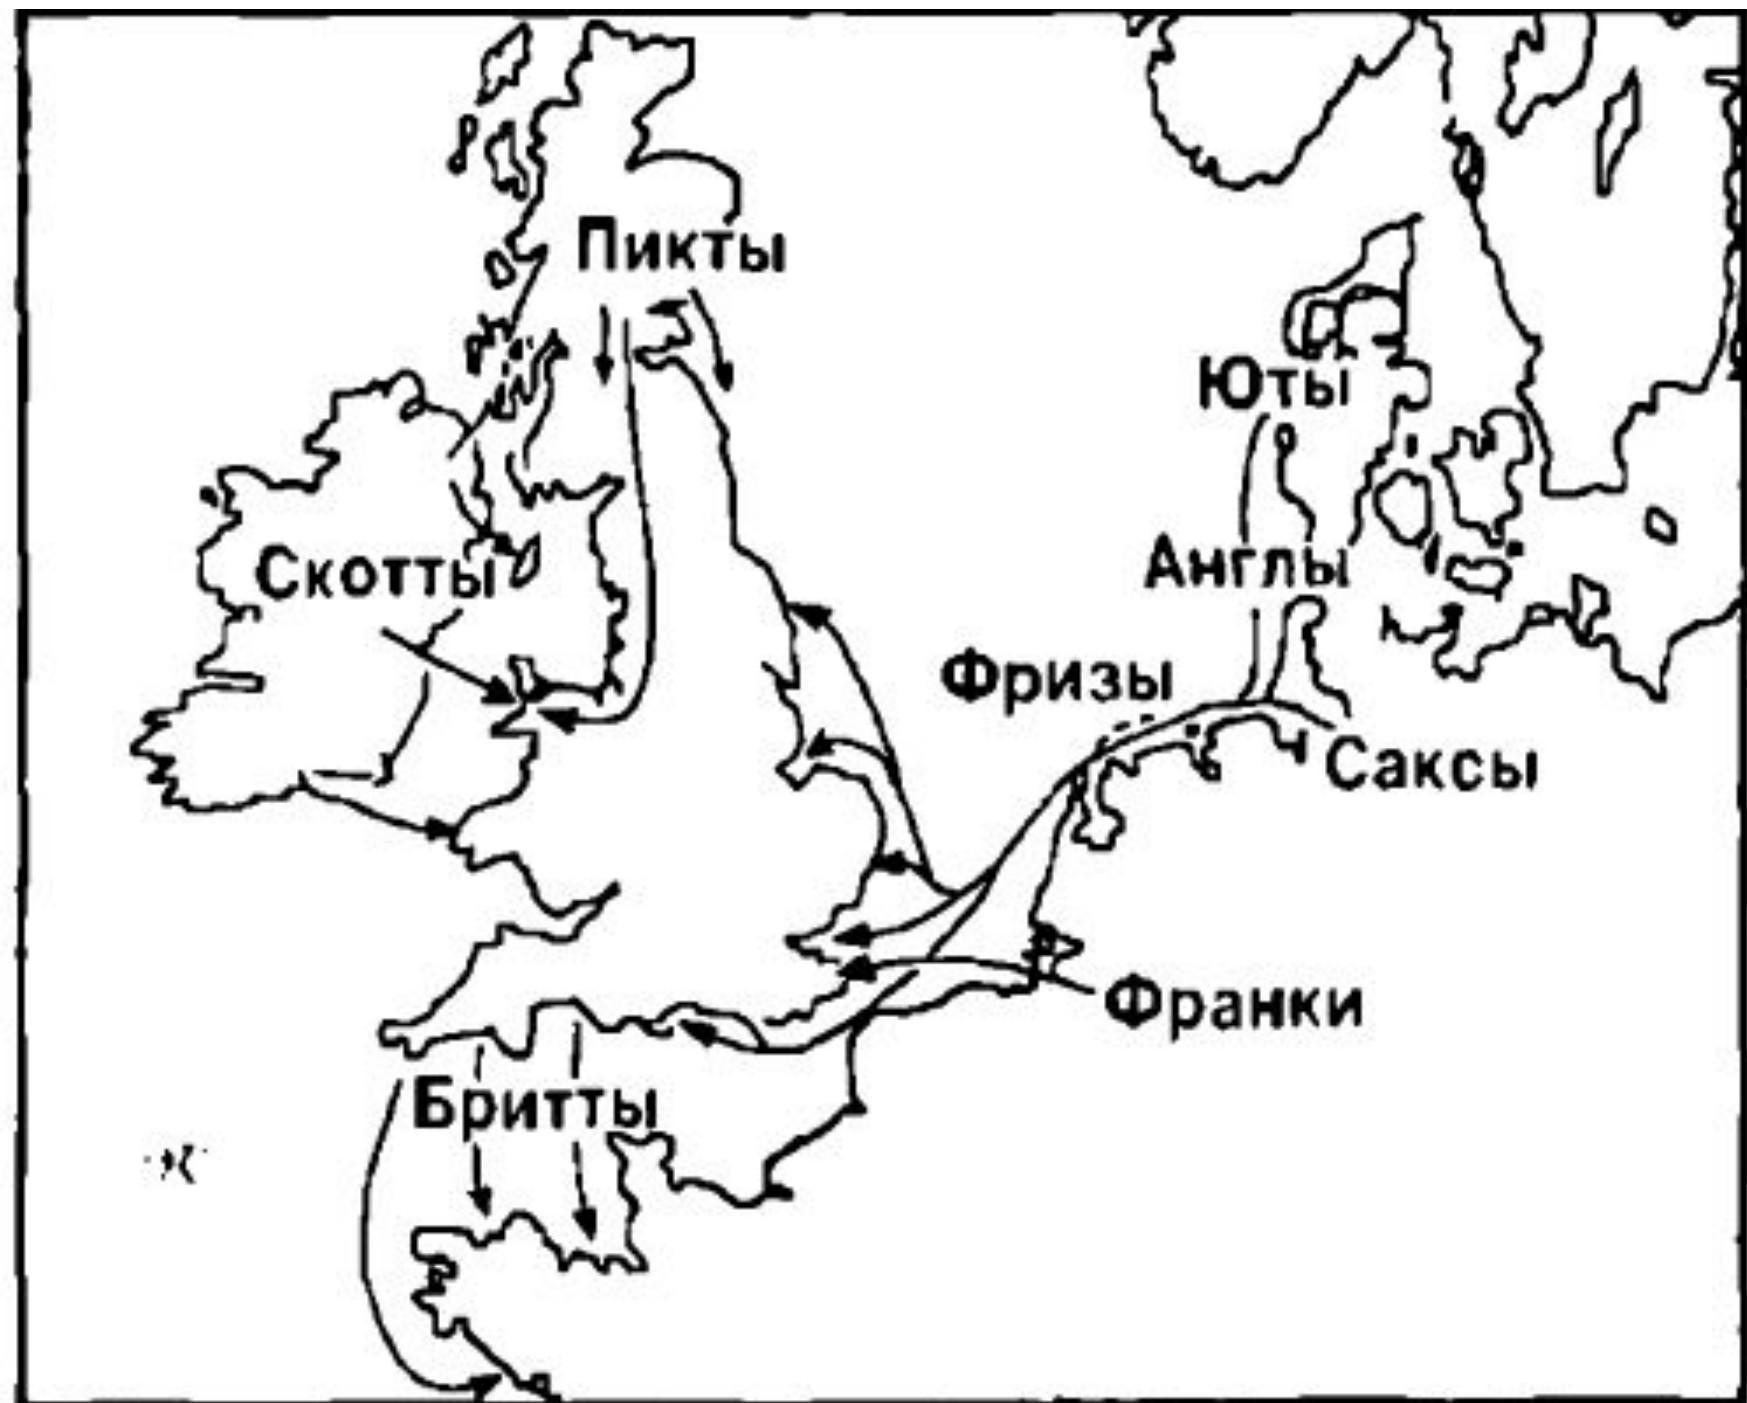 Пикты
Юты
Скотты
Англы
Фризы
Саксы
Франки
Бритты